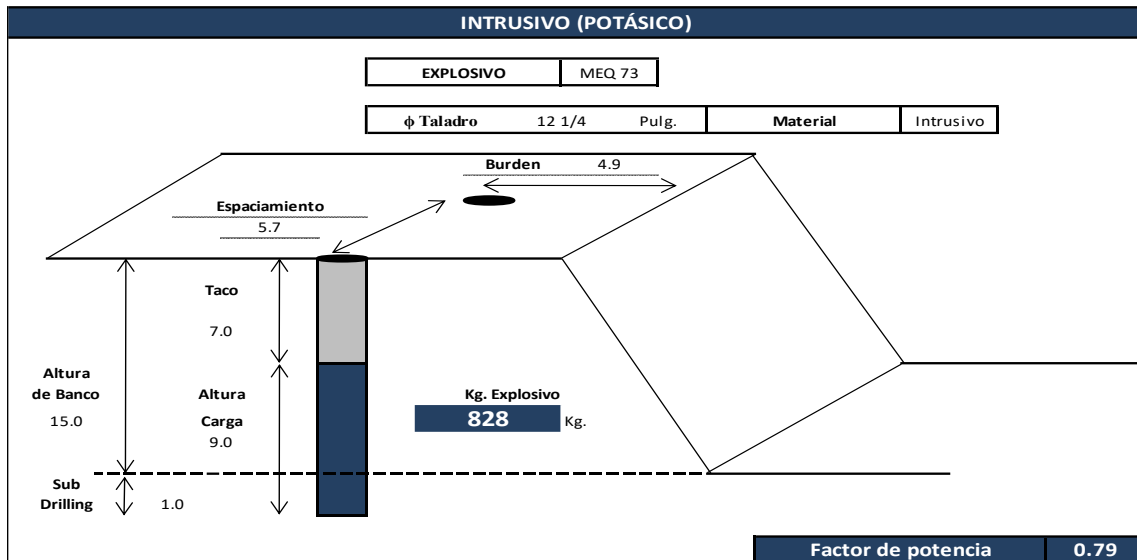 INTRUSIVO (POTÁSICO)
EXPLOSIVO MEQ 73
ϕ Taladro 12 1/4 Pulg. Material Intrusivo
Burden 4.9
Espaciamiento
5.7
Taco
7.0
Altura
de Banco
15.0
Altura
Carga
9.0
Kg. Explosivo
828 Kg.
Sub
Drilling 1.0
Factor de potencia 0.79